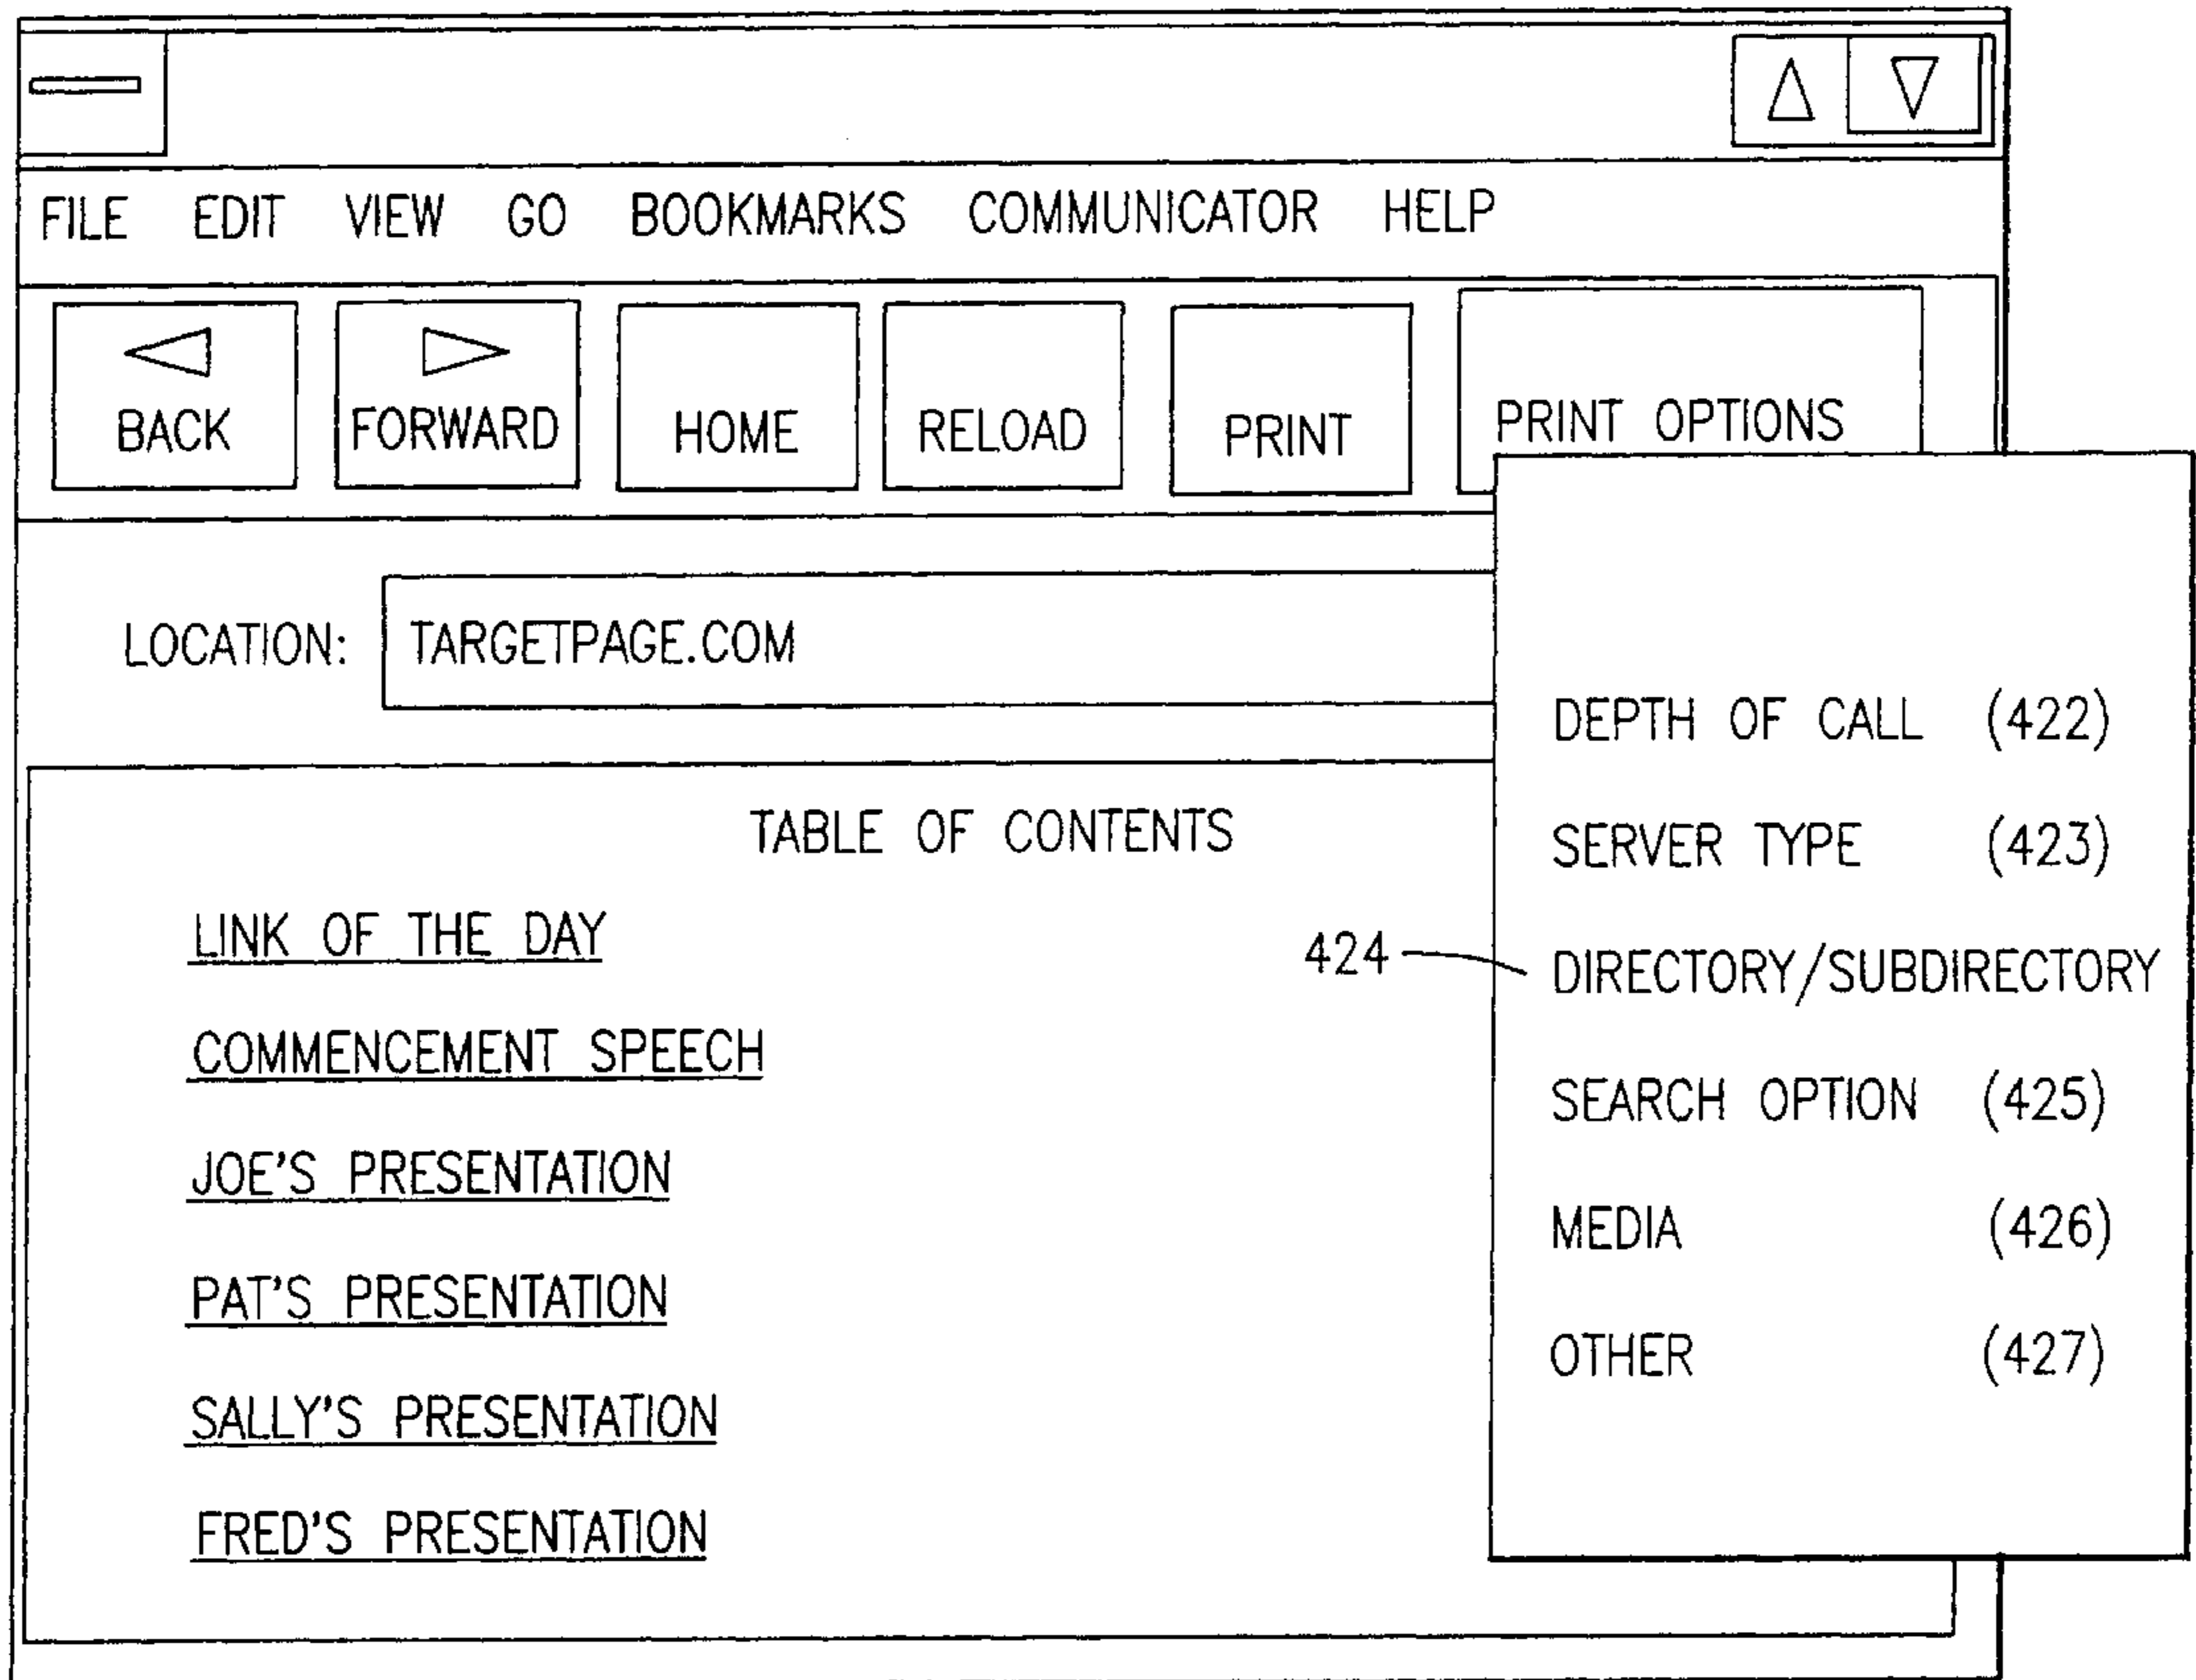 FILE EDIT VIEW GO BOOKMARKS COMMUNICATOR HELP
BACK FORWARD HOME RELOAD PRINT PRINT OPTIONS
LOCATION: TARGETPAGE.COM
TABLE OF CONTENTS
LINK OF THE DAY
COMMENCEMENT SPEECH
JOE'S PRESENTATION
PAT'S PRESENTATION
SALLY'S PRESENTATION
FRED'S PRESENTATION
DEPTH OF CALL (422)
SERVER TYPE (423)
424 DIRECTORY/SUBDIRECTORY
SEARCH OPTION (425)
MEDIA (426)
OTHER (427)